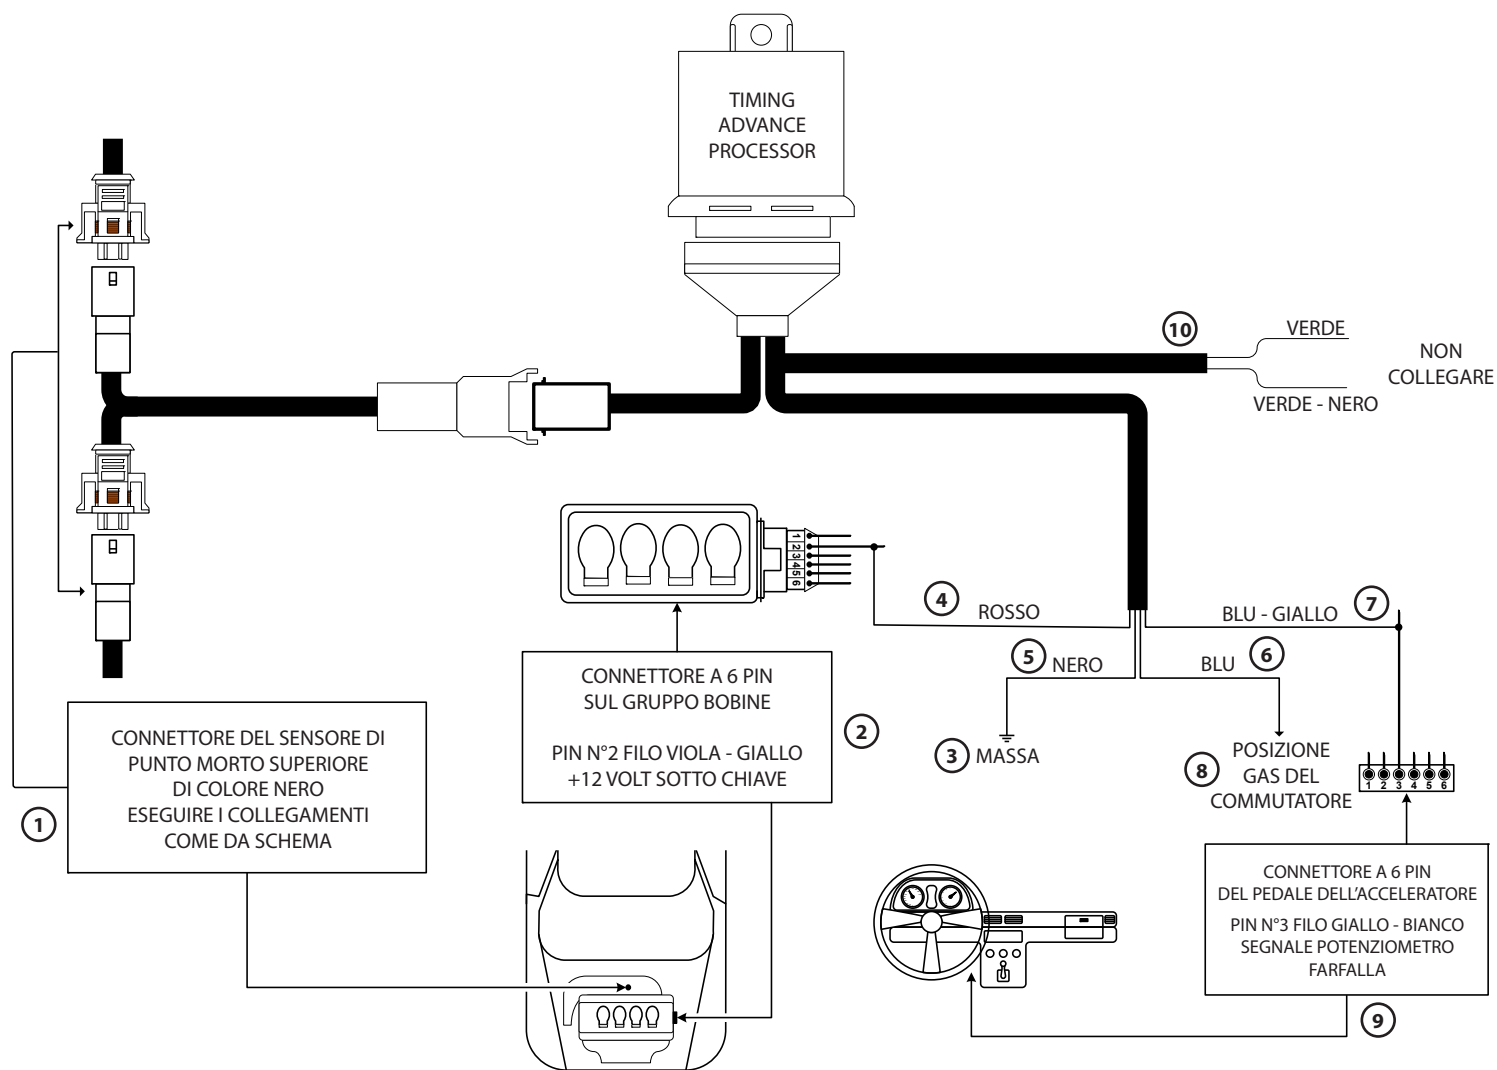 TIMING
ADVANCE
PROCESSOR
10
VERDE
VERDE - NERO
NON
COLLEGARE
1
2
3
4
5
6
4
ROSSO
BLU - GIALLO
7
5
NERO
BLU
6
3
MASSA
8
POSIZIONE
GAS DEL
COMMUTATORE
1 2 3 4 5 6
CONNETTORE A 6 PIN
SUL GRUPPO BOBINE
PIN N°2 FILO VIOLA - GIALLO
+12 VOLT SOTTO CHIAVE
2
CONNETTORE DEL SENSORE DI
PUNTO MORTO SUPERIORE
DI COLORE NERO
ESEGUIRE I COLLEGAMENTI
COME DA SCHEMA
1
CONNETTORE A 6 PIN
DEL PEDALE DELL'ACCELERATORE
PIN N°3 FILO GIALLO - BIANCO
SEGNALE POTENZIOMETRO
FARFALLA
9